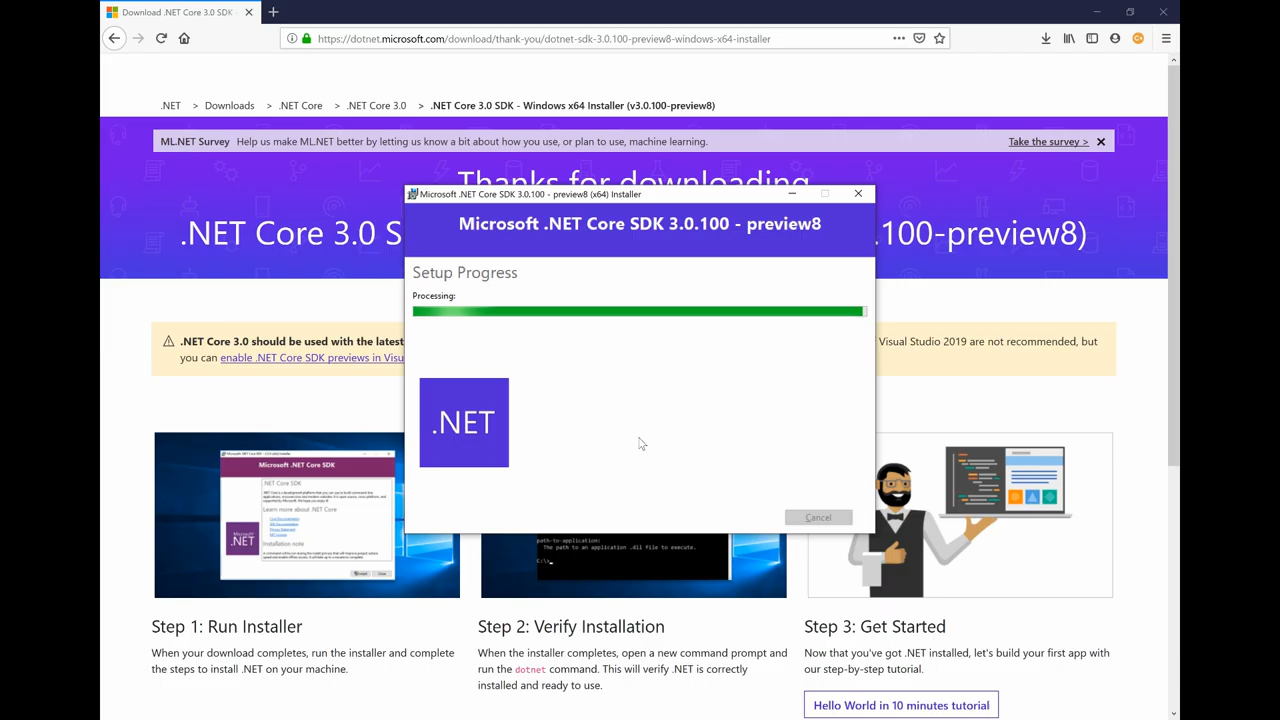 Download .NET Core 3.0 SDK -
https://dotnet.microsoft.com/download/thank-you/dotnet-sdk-3.0.100-preview8-windows-x64-installer
.NET > Downloads > .NET Core > .NET Core 3.0 > .NET Core 3.0 SDK - Windows x64 Installer (v3.0.100-preview8)
ML.NET Survey Help us make ML.NET better by letting us know a bit about how you use, or plan to use, machine learning.
Take the survey >
Thanks for downloading
.NET Core 3.0 S
.100-preview8)
Microsoft .NET Core SDK 3.0.100 - preview8 (x64) Installer
Microsoft .NET Core SDK 3.0.100 - preview8
Setup Progress
Processing:
.NET
Cancel
.NET Core 3.0 should be used with the latest
Visual Studio 2019 are not recommended, but
you can enable .NET Core SDK previews in Visu
Microsoft .NET Core SDK
.NET Core SDK
Learn more about .NET Core
Installation note
Microsoft
.NET
path-to-application:
The path to an application .dll file to execute.
C:\>
Step 1: Run Installer
When your download completes, run the installer and complete
the steps to install .NET on your machine.
Step 2: Verify Installation
When the installer completes, open a new command prompt and
run the dotnet command. This will verify .NET is correctly
installed and ready to use.
Step 3: Get Started
Now that you've got .NET installed, let's build your first app with
our step-by-step tutorial.
Hello World in 10 minutes tutorial